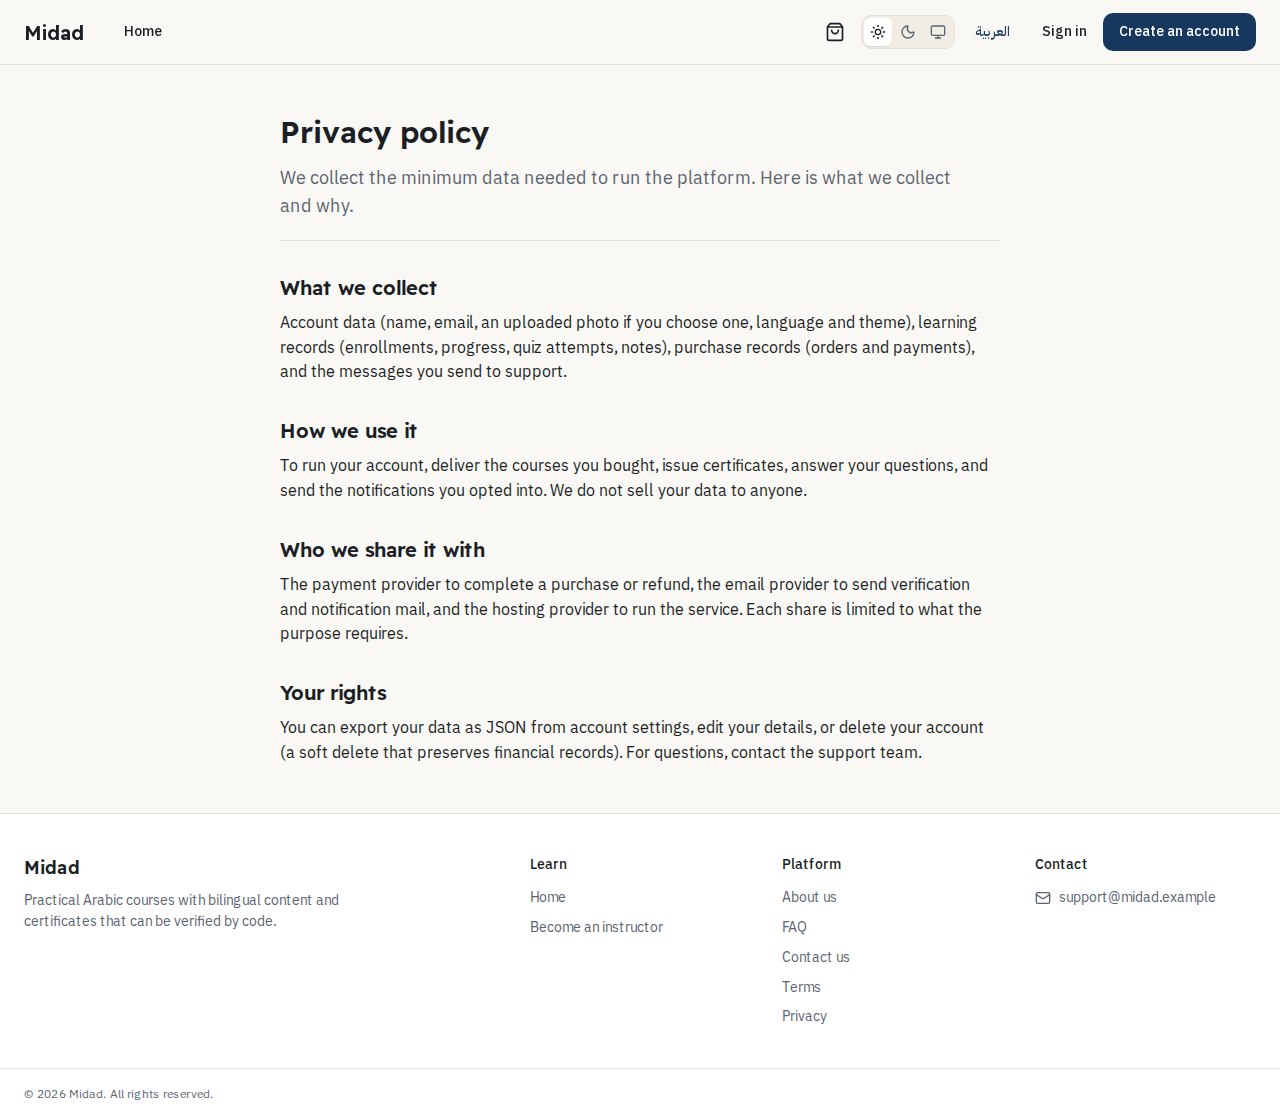 Midad
Home
العربية
Sign in
Create an account
Privacy policy
We collect the minimum data needed to run the platform. Here is what we collect
and why.
What we collect
Account data (name, email, an uploaded photo if you choose one, language and theme), learning
records (enrollments, progress, quiz attempts, notes), purchase records (orders and payments),
and the messages you send to support.
How we use it
To run your account, deliver the courses you bought, issue certificates, answer your questions, and
send the notifications you opted into. We do not sell your data to anyone.
Who we share it with
The payment provider to complete a purchase or refund, the email provider to send verification
and notification mail, and the hosting provider to run the service. Each share is limited to what the
purpose requires.
Your rights
You can export your data as JSON from account settings, edit your details, or delete your account
(a soft delete that preserves financial records). For questions, contact the support team.
Midad
Practical Arabic courses with bilingual content and
certificates that can be verified by code.
Learn
Home
Become an instructor
Platform
About us
FAQ
Contact us
Terms
Privacy
Contact
support@midad.example
© 2026 Midad. All rights reserved.